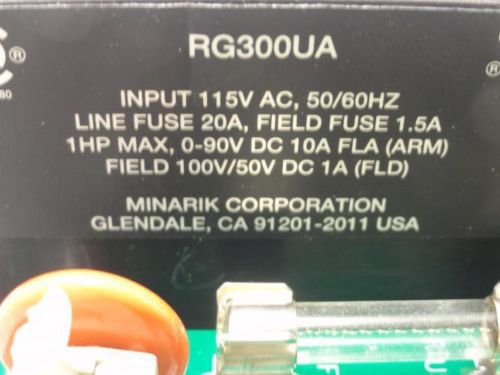 RG300UA
®
®
60
INPUT 115V AC, 50/60HZ
LINE FUSE 20A, FIELD FUSE 1.5A
1HP MAX, 0-90V DC 10A FLA (ARM)
FIELD 100V/50V DC 1A (FLD)
MINARIK CORPORATION
GLENDALE, CA 91201-2011 USA